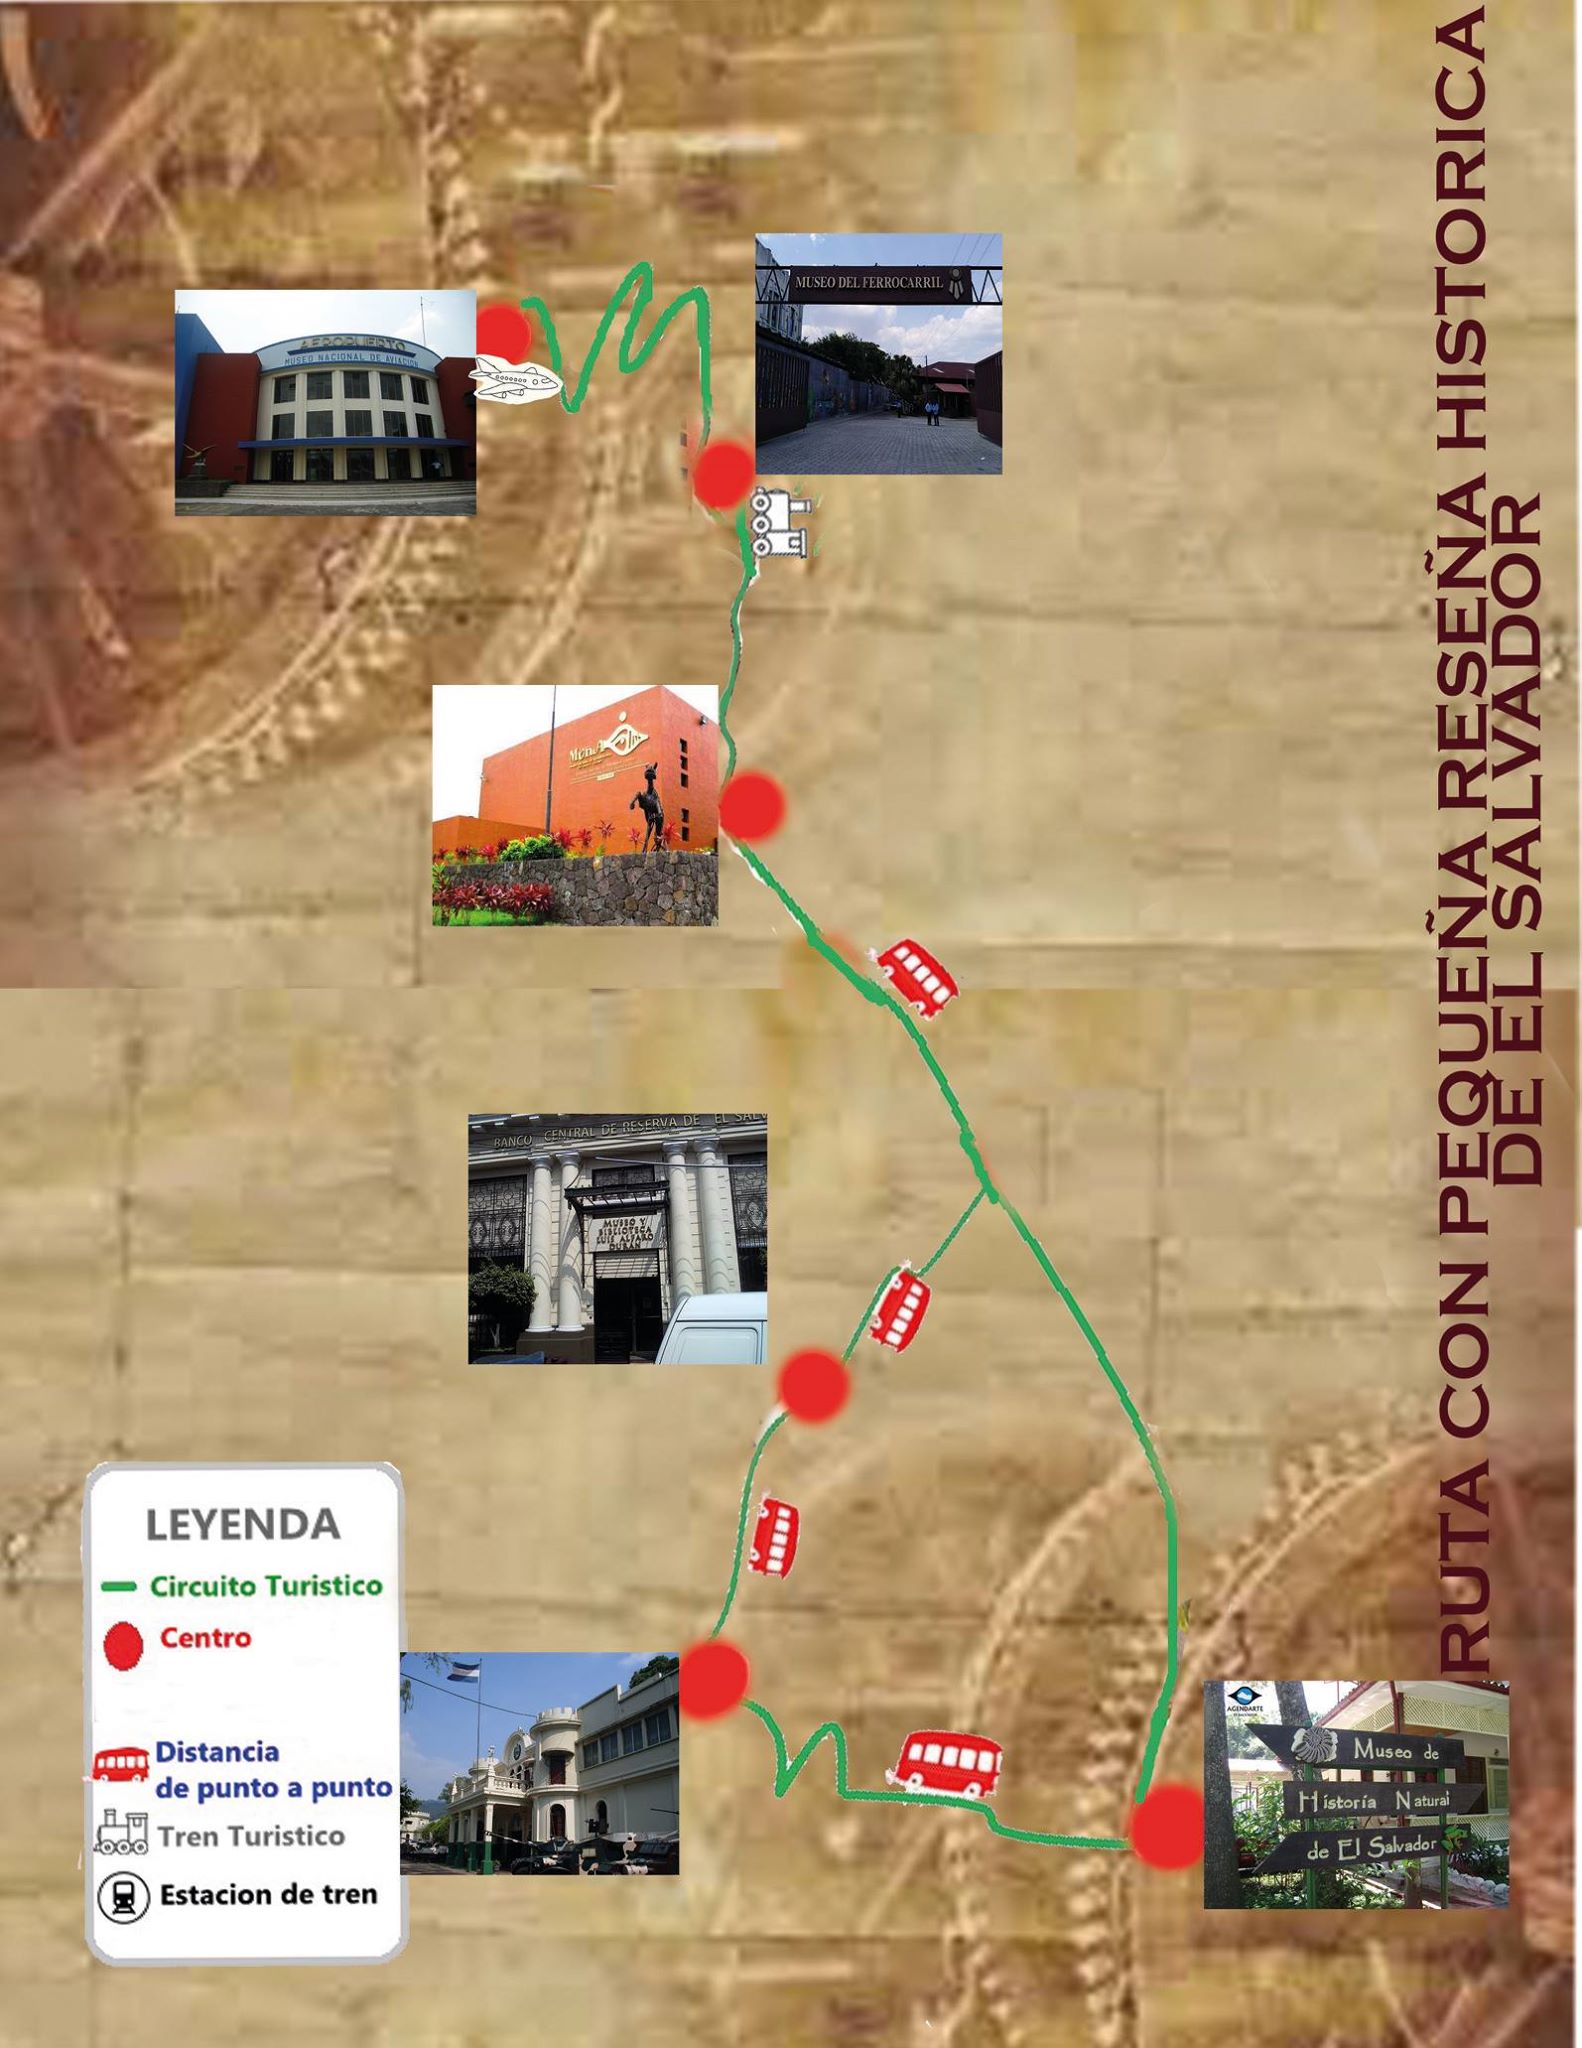 RUTA CON PEQUEÑA RESEÑA HISTORICA
DE EL SALVADOR
AEROPUERTO
MUSEO NACIONAL DE AVIACION
MUSEO DEL FERROCARRIL
MUNA
BANCO CENTRAL DE RESERVA DE EL SALV
MUSEO Y
BIBLIOTECA
LUIS ALFARO
DURAN
LEYENDA
Circuito Turistico
Centro
Distancia
de punto a punto
Tren Turistico
Estacion de tren
AGENDARTE
Museo de
Historia Natural
de El Salvador